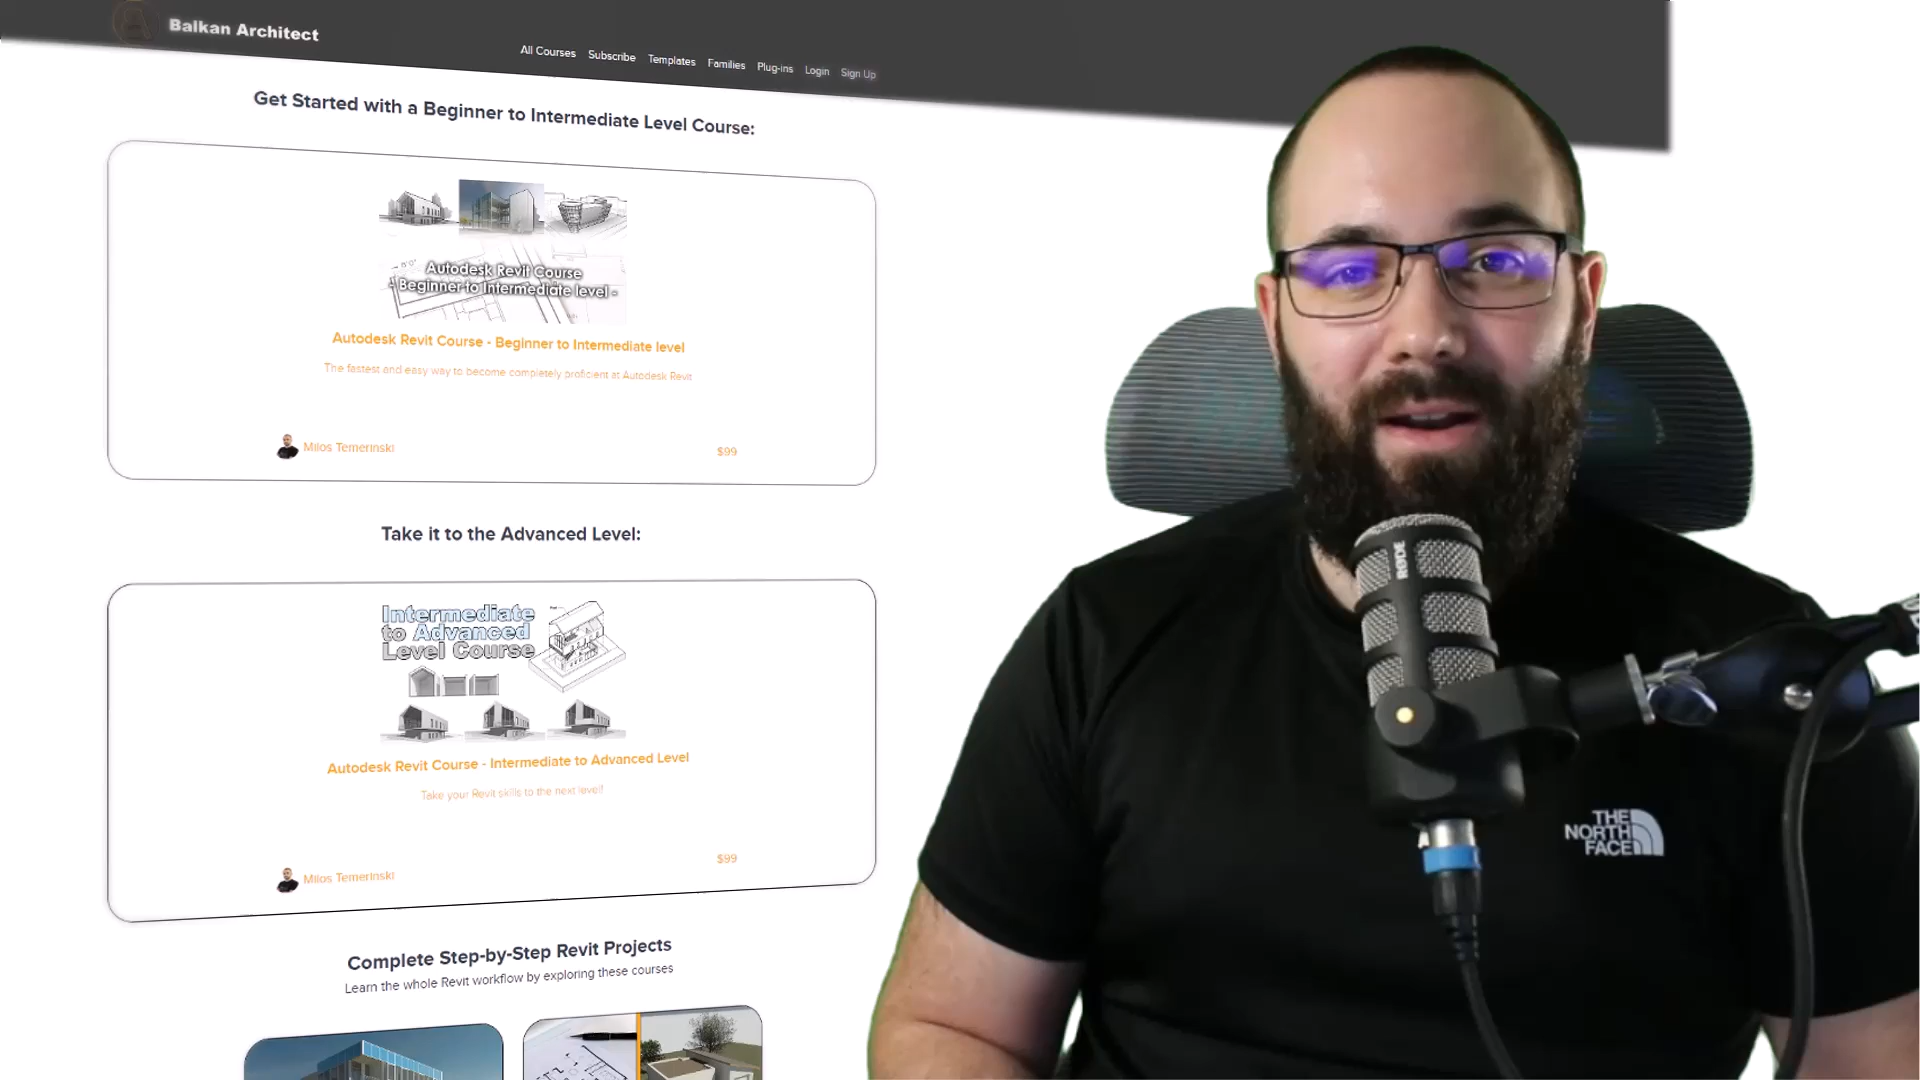 Balkan Architect
All Courses Subscribe Templates Families Plug-ins Login Sign Up
Get Started with a Beginner to Intermediate Level Course:
Autodesk Revit Course
- Beginner to Intermediate level -
Autodesk Revit Course - Beginner to Intermediate level
The fastest and easy way to become completely proficient at Autodesk Revit
Milos Temerinski
$99
Take it to the Advanced Level:
Intermediate
to Advanced
Level Course
Autodesk Revit Course - Intermediate to Advanced Level
Take your Revit skills to the next level!
$99
Milos Temerinski
Complete Step-by-Step Revit Projects
Learn the whole Revit workflow by exploring these courses
RØDE
THE
NORTH
FACE